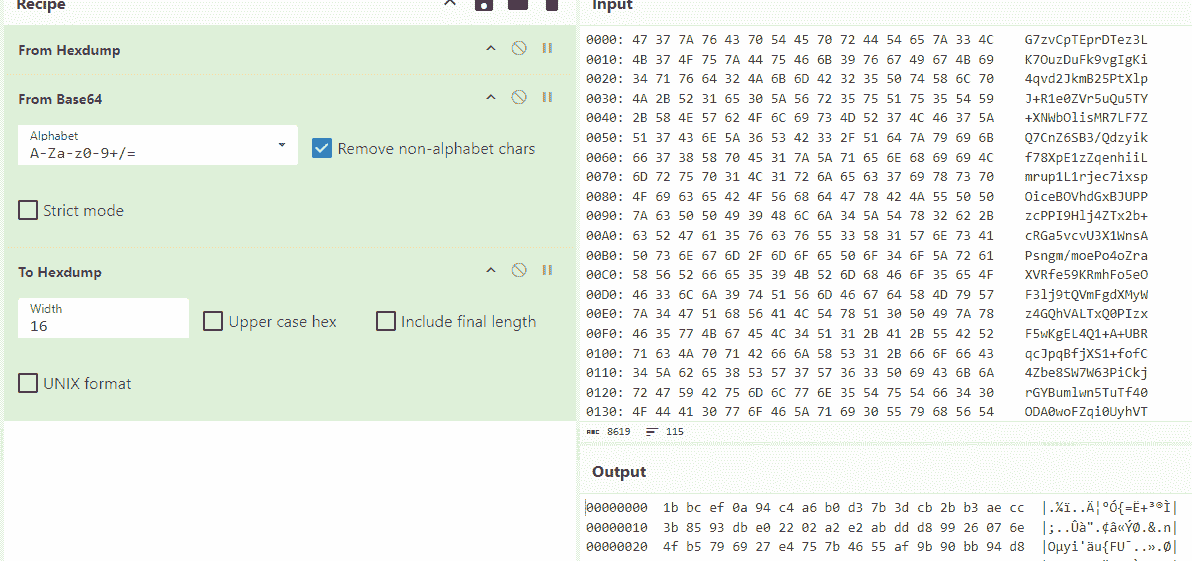 Recipe
From Hexdump
From Base64
Alphabet
A-Za-z0-9+/=
Remove non-alphabet chars
Strict mode
To Hexdump
Width
16
Upper case hex
Include final length
UNIX format
Input
0000: 47 37 7A 76 43 70 54 45 70 72 44 54 65 7A 33 4C G7zvCpTEprDTez3L
0010: 4B 37 4F 75 7A 44 75 46 6B 39 76 67 49 67 4B 69 K7OuzDuFk9vgIgKi
0020: 34 71 76 64 32 4A 6B 6D 42 32 35 50 74 58 6C 70 4qvd2JkmB25PtXlp
0030: 4A 2B 52 31 65 30 5A 56 72 35 75 51 75 35 54 59 J+R1e0ZVr5uQu5TY
0040: 2B 58 4E 57 62 4F 6C 69 73 4D 52 37 4C 46 37 5A +XNWbOlisMR7LF7Z
0050: 51 37 43 6E 5A 36 53 42 33 2F 51 64 7A 79 69 6B Q7CnZ6SB3/Qdzyik
0060: 66 37 38 58 70 45 31 7A 5A 71 65 6E 68 69 69 4C f78XpE1zZqenhiiL
0070: 6D 72 75 70 31 4C 31 72 6A 65 63 37 69 78 73 70 mrup1L1rjec7ixsp
0080: 4F 69 63 65 42 4F 56 68 64 47 78 42 4A 55 50 50 OiceBOVhdGxBJUPP
0090: 7A 63 50 50 49 39 48 6C 6A 34 5A 54 78 32 62 2B zcPPI9Hlj4ZTx2b+
00A0: 63 52 47 61 35 76 63 76 55 33 58 31 57 6E 73 41 cRGa5vcvU3X1WnsA
00B0: 50 73 6E 67 6D 2F 6D 6F 65 50 6F 34 6F 5A 72 61 Psngm/moePo4oZra
00C0: 58 56 52 66 65 35 39 4B 52 6D 68 46 6F 35 65 4F XVRfe59KRmhFo5eO
00D0: 46 33 6C 6A 39 74 51 56 6D 46 67 64 58 4D 79 57 F3lj9tQVmFgdXMyW
00E0: 7A 34 47 51 68 56 41 4C 54 78 51 30 50 49 7A 78 z4GQhVALTxQ0PIzx
00F0: 46 35 77 4B 67 45 4C 34 51 31 2B 41 2B 55 42 52 F5wKgEL4Q1+A+UBR
0100: 71 63 4A 70 71 42 66 6A 58 53 31 2B 66 6F 66 43 qcJpqBfjXS1+fofC
0110: 34 5A 62 65 38 53 57 37 57 36 33 50 69 43 6B 6A 4Zbe8SW7W63PiCkj
0120: 72 47 59 42 75 6D 6C 77 6E 35 54 75 54 66 34 30 rGYBumlwn5TuTf40
0130: 4F 44 41 30 77 6F 46 5A 71 69 30 55 79 68 56 54 ODA0woFZqi0UyhVT
ABC 8619 115
Output
00000000 1b bc ef 0a 94 c4 a6 b0 d3 7b 3d cb 2b b3 ae cc |.¼ï..Ä¦°Ó{=Ë+³®Ì|
00000010 3b 85 93 db e0 22 02 a2 e2 ab dd d8 99 26 07 6e |;..Ûà".¢â«ÝØ.&.n|
00000020 4f b5 79 69 27 e4 75 7b 46 55 af 9b 90 bb 94 d8 |Oµyi'äu{FU¯..».Ø|